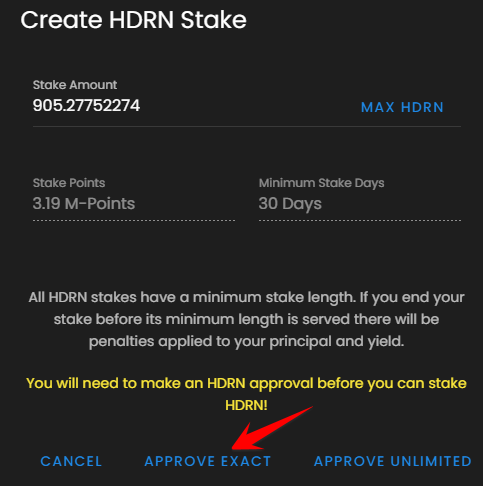 Create HDRN Stake
Stake Amount
905.27752274
MAX HDRN
Stake Points
Minimum Stake Days
3.19 M-Points
30 Days
All HDRN stakes have a minimum stake length. If you end your
stake before its minimum length is served there will be
penalties applied to your principal and yield.
You will need to make an HDRN approval before you can stake
HDRN!
CANCEL
APPROVE EXACT
APPROVE UNLIMITED